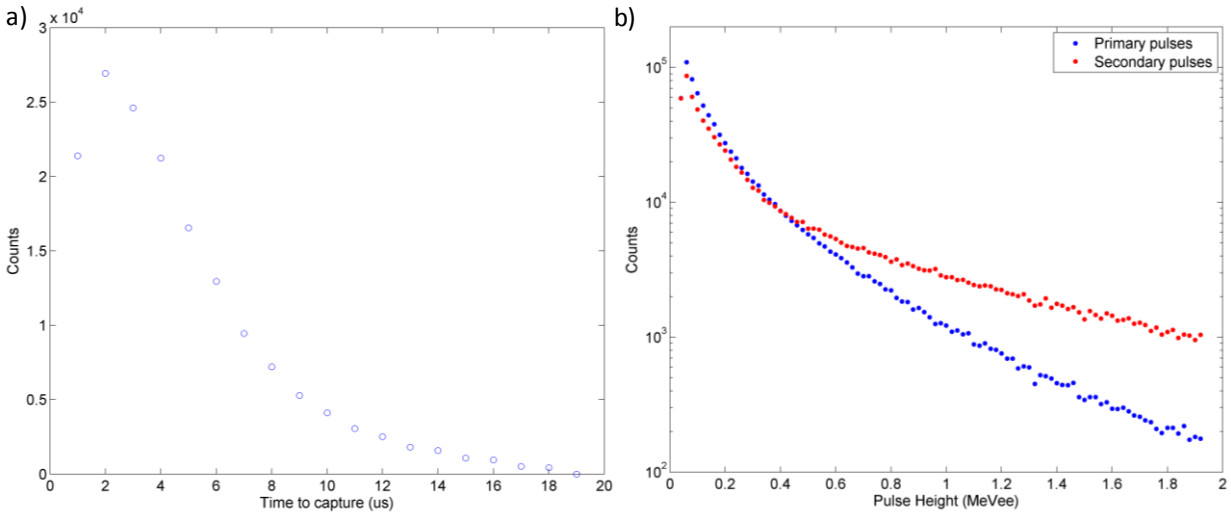 a)
3 x 10^4
2.5
2
1.5
1
0.5
0
Counts
0 2 4 6 8 10 12 14 16 18 20
Time to capture (us)
b)
10^5
10^4
10^3
10^2
Counts
Primary pulses
Secondary pulses
0 0.2 0.4 0.6 0.8 1 1.2 1.4 1.6 1.8 2
Pulse Height (MeVee)